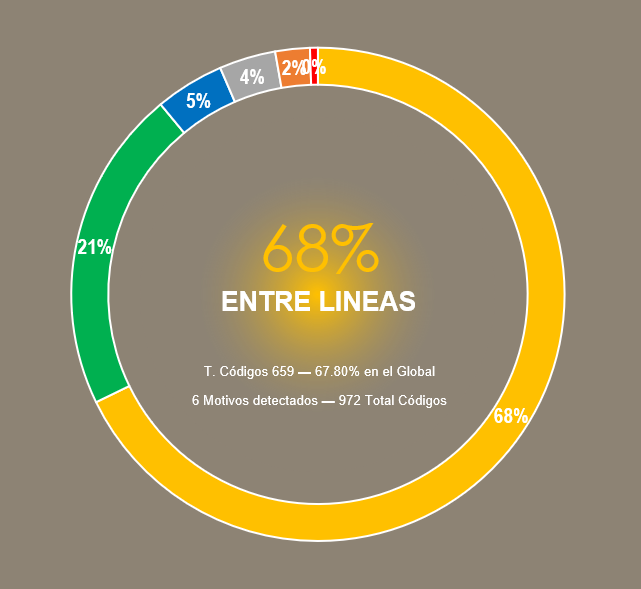 2%
0%
4%
5%
21%
68%
ENTRE LINEAS
T. Códigos 659 — 67.80% en el Global
6 Motivos detectados — 972 Total Códigos
68%